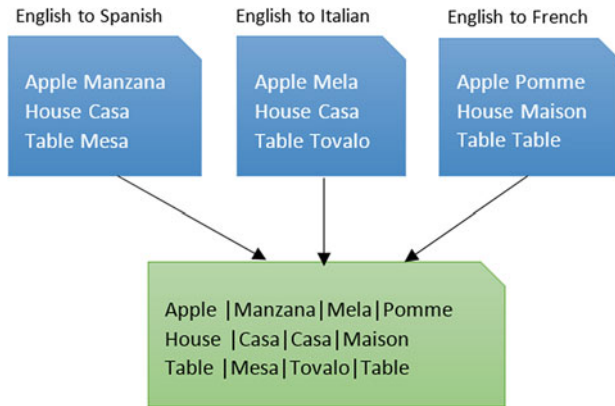 English to Spanish
Apple Manzana
House Casa
Table Mesa
English to Italian
Apple Mela
House Casa
Table Tovalo
English to French
Apple Pomme
House Maison
Table Table
Apple |Manzana|Mela|Pomme
House |Casa|Casa|Maison
Table |Mesa|Tovalo|Table